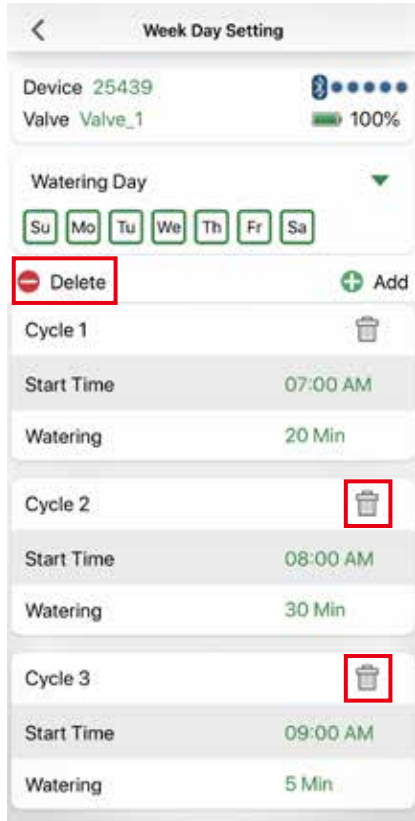 Week Day Setting
Device 25439
Valve Valve_1 100%
Watering Day
Su Mo Tu We Th Fr Sa
Delete Add
Cycle 1
Start Time 07:00 AM
Watering 20 Min
Cycle 2
Start Time 08:00 AM
Watering 30 Min
Cycle 3
Start Time 09:00 AM
Watering 5 Min